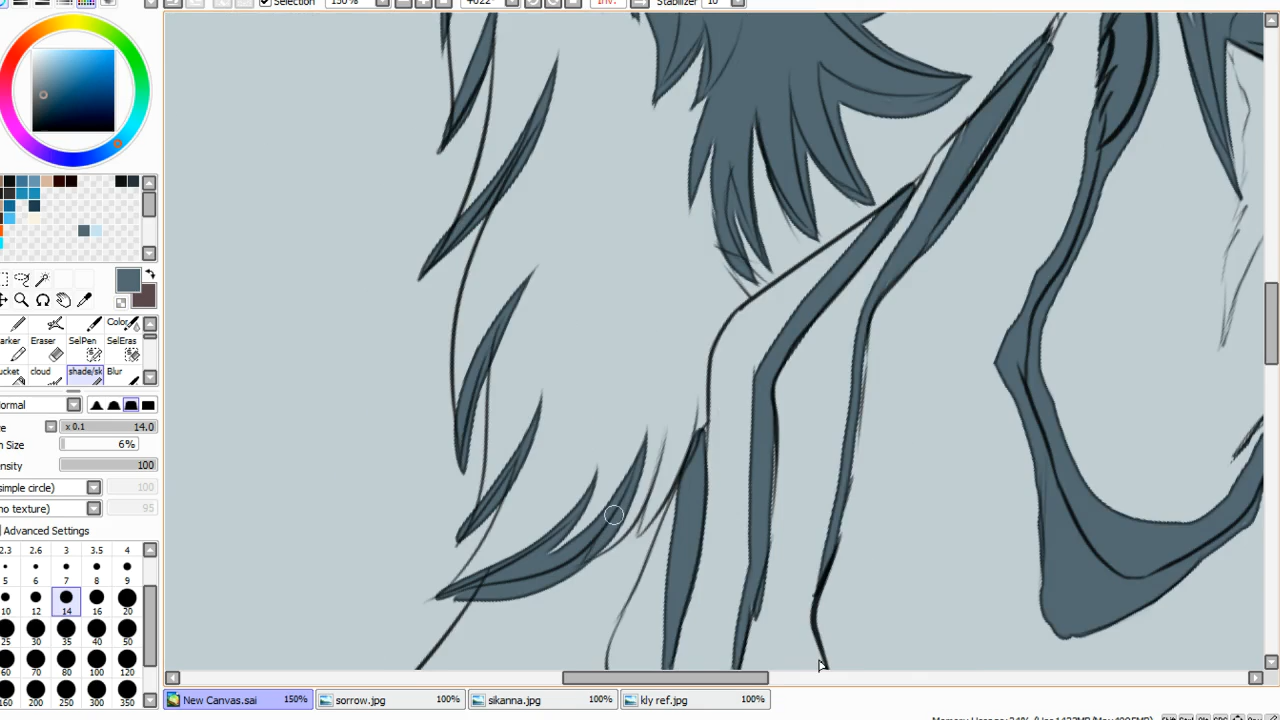 Selection 150% +022° Inv. Stabilizer 10
Color
arker Eraser SelPen SelEras
ucket cloud shade/sk Blur
ormal
x 0.1 14.0
n Size 6%
ensity 100
simple circle) 100
no texture) 95
Advanced Settings
2.3 2.6 3 3.5 4
5 6 7 8 9
10 12 14 16 20
25 30 35 40 50
60 70 80 100 120
160 200 250 300 350
New Canvas.sai 150% sorrow.jpg 100% sikanna.jpg 100% kly ref.jpg 100%